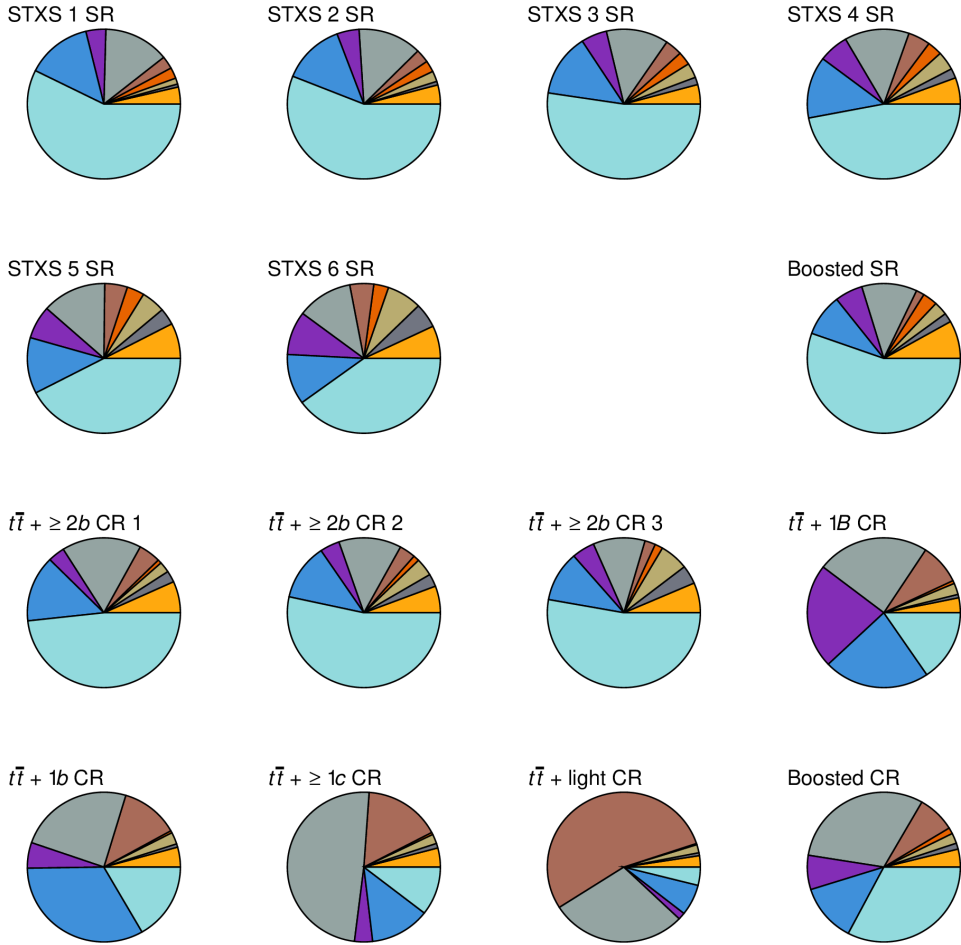 STXS 1 SR STXS 2 SR STXS 3 SR STXS 4 SR
STXS 5 SR STXS 6 SR Boosted SR
tt̄ + ≥ 2b CR 1 tt̄ + ≥ 2b CR 2 tt̄ + ≥ 2b CR 3 tt̄ + 1B CR
tt̄ + 1b CR tt̄ + ≥ 1c CR tt̄ + light CR Boosted CR